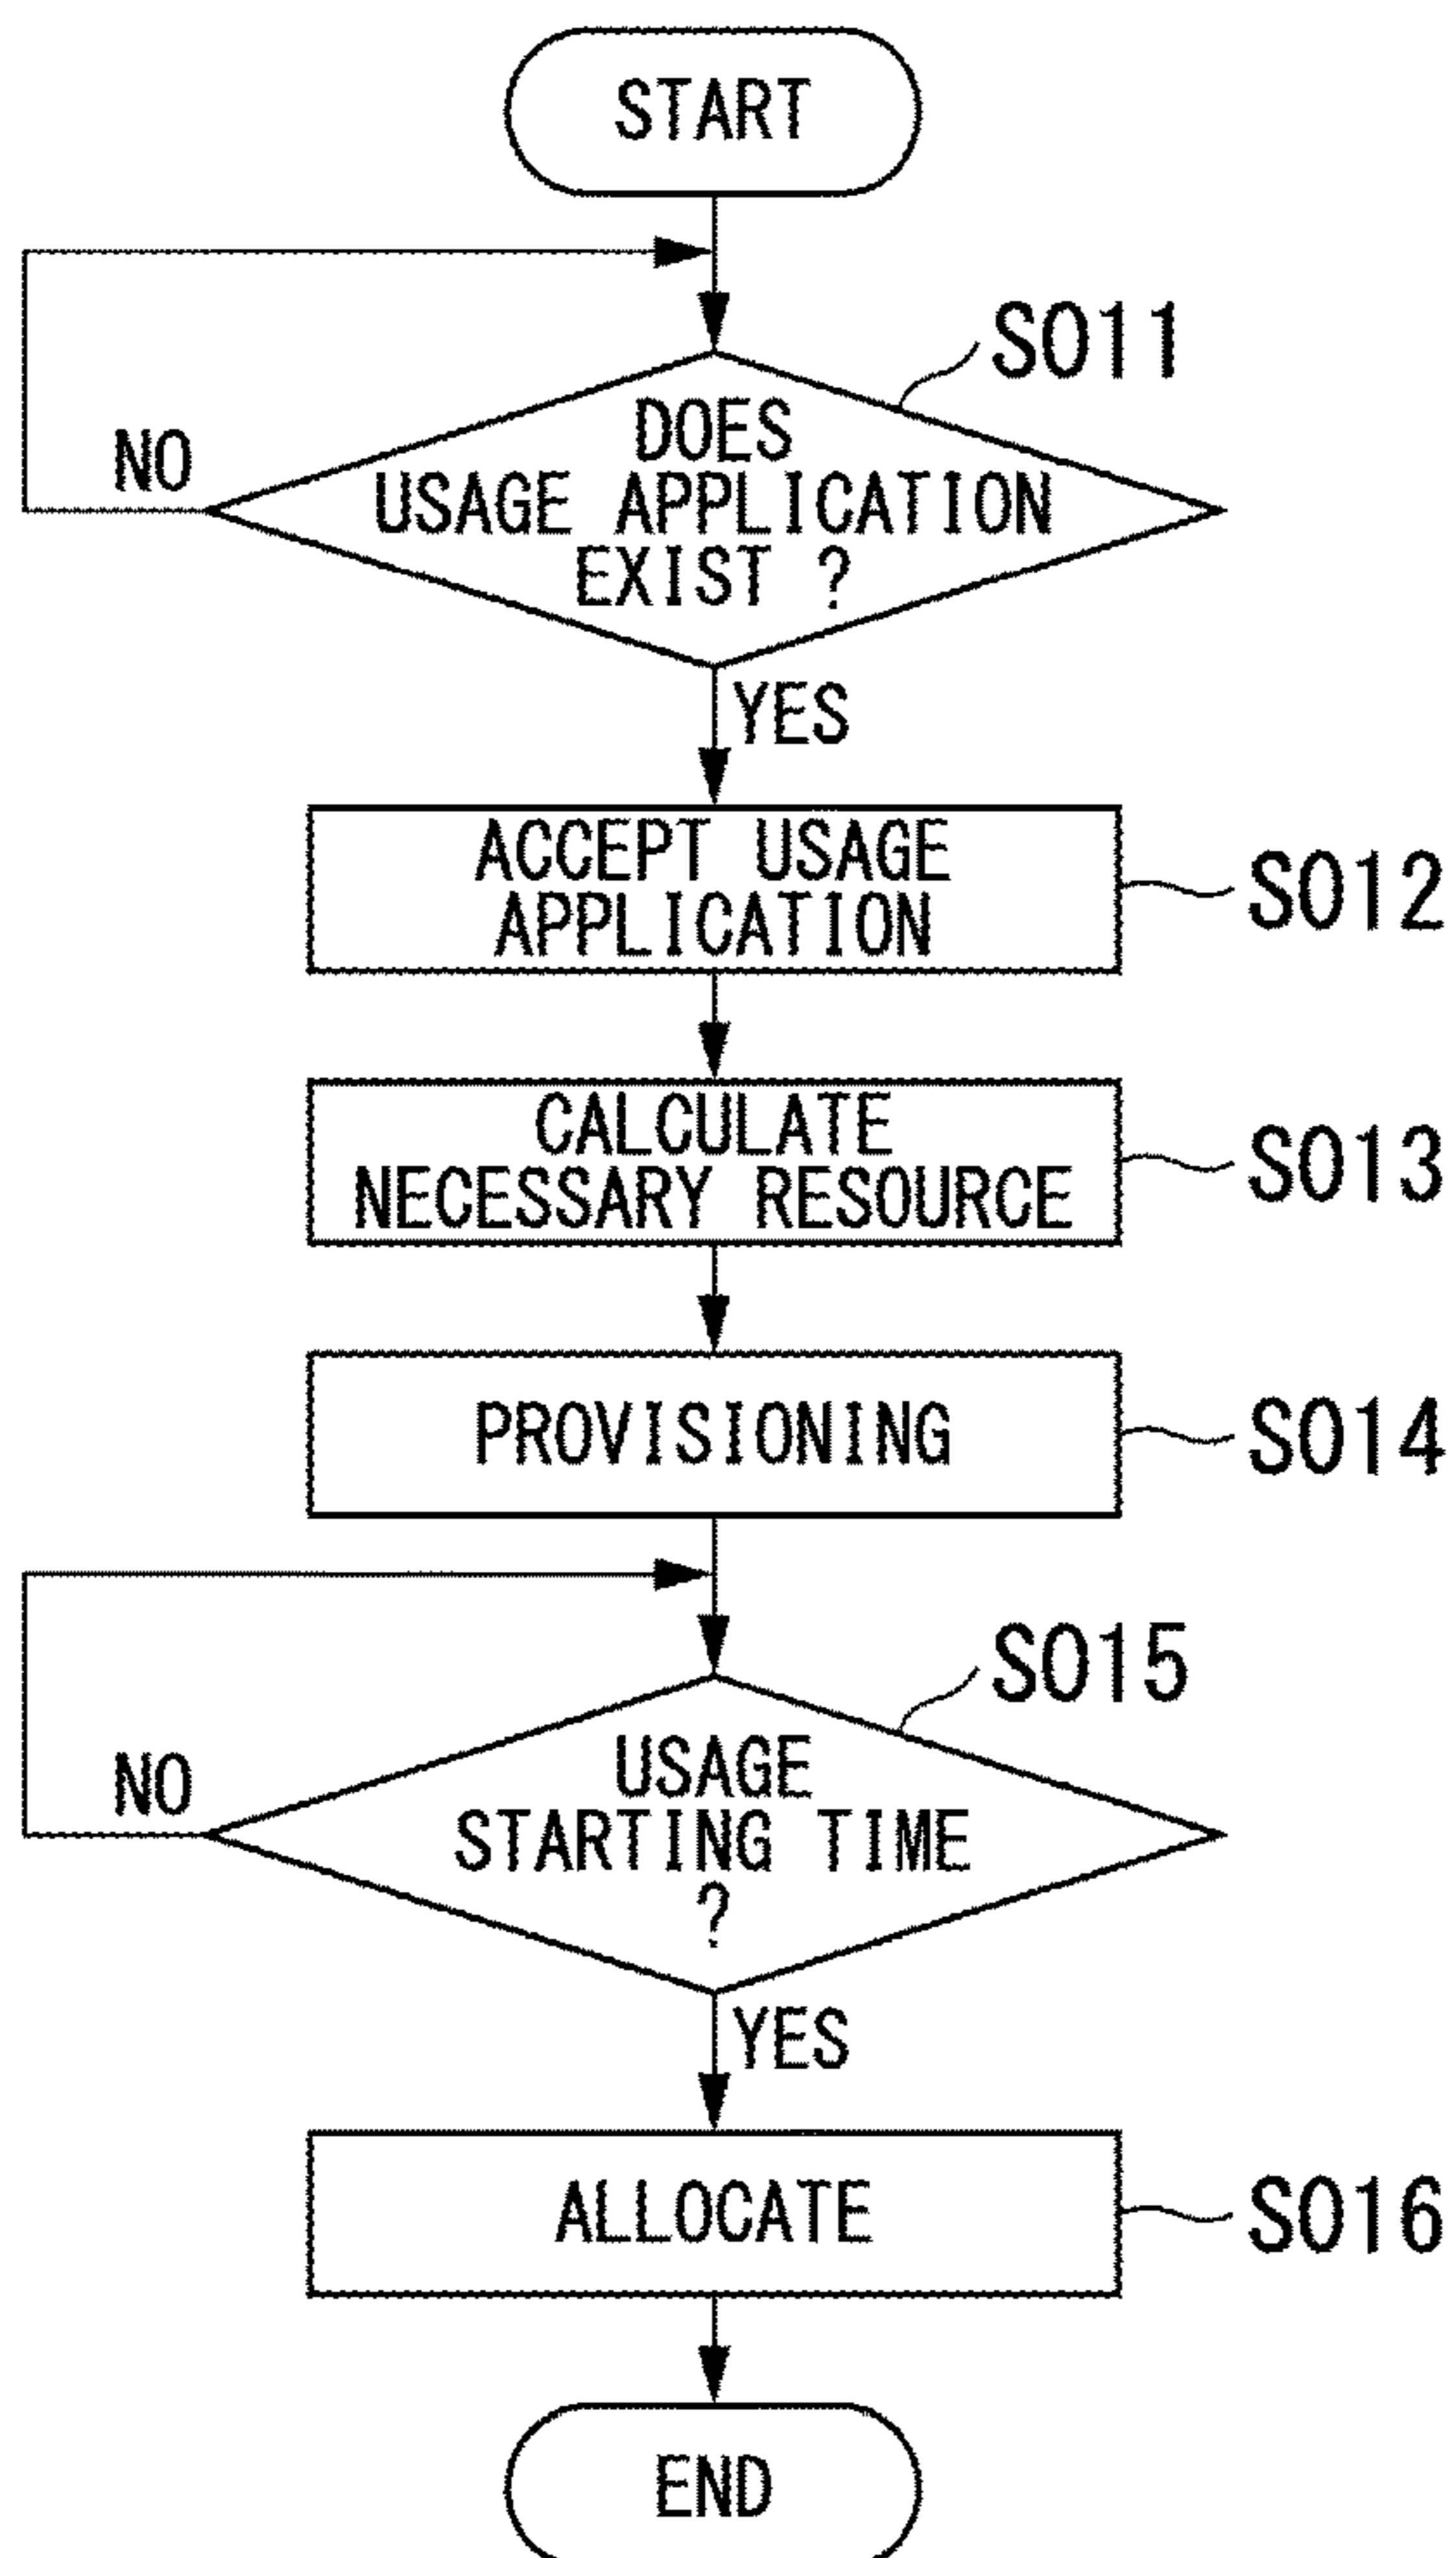 START
S011
NO
DOES
USAGE APPLICATION
EXIST ?
YES
ACCEPT USAGE
APPLICATION
S012
CALCULATE
NECESSARY RESOURCE
S013
PROVISIONING
S014
S015
NO
USAGE
STARTING TIME
?
YES
ALLOCATE
S016
END